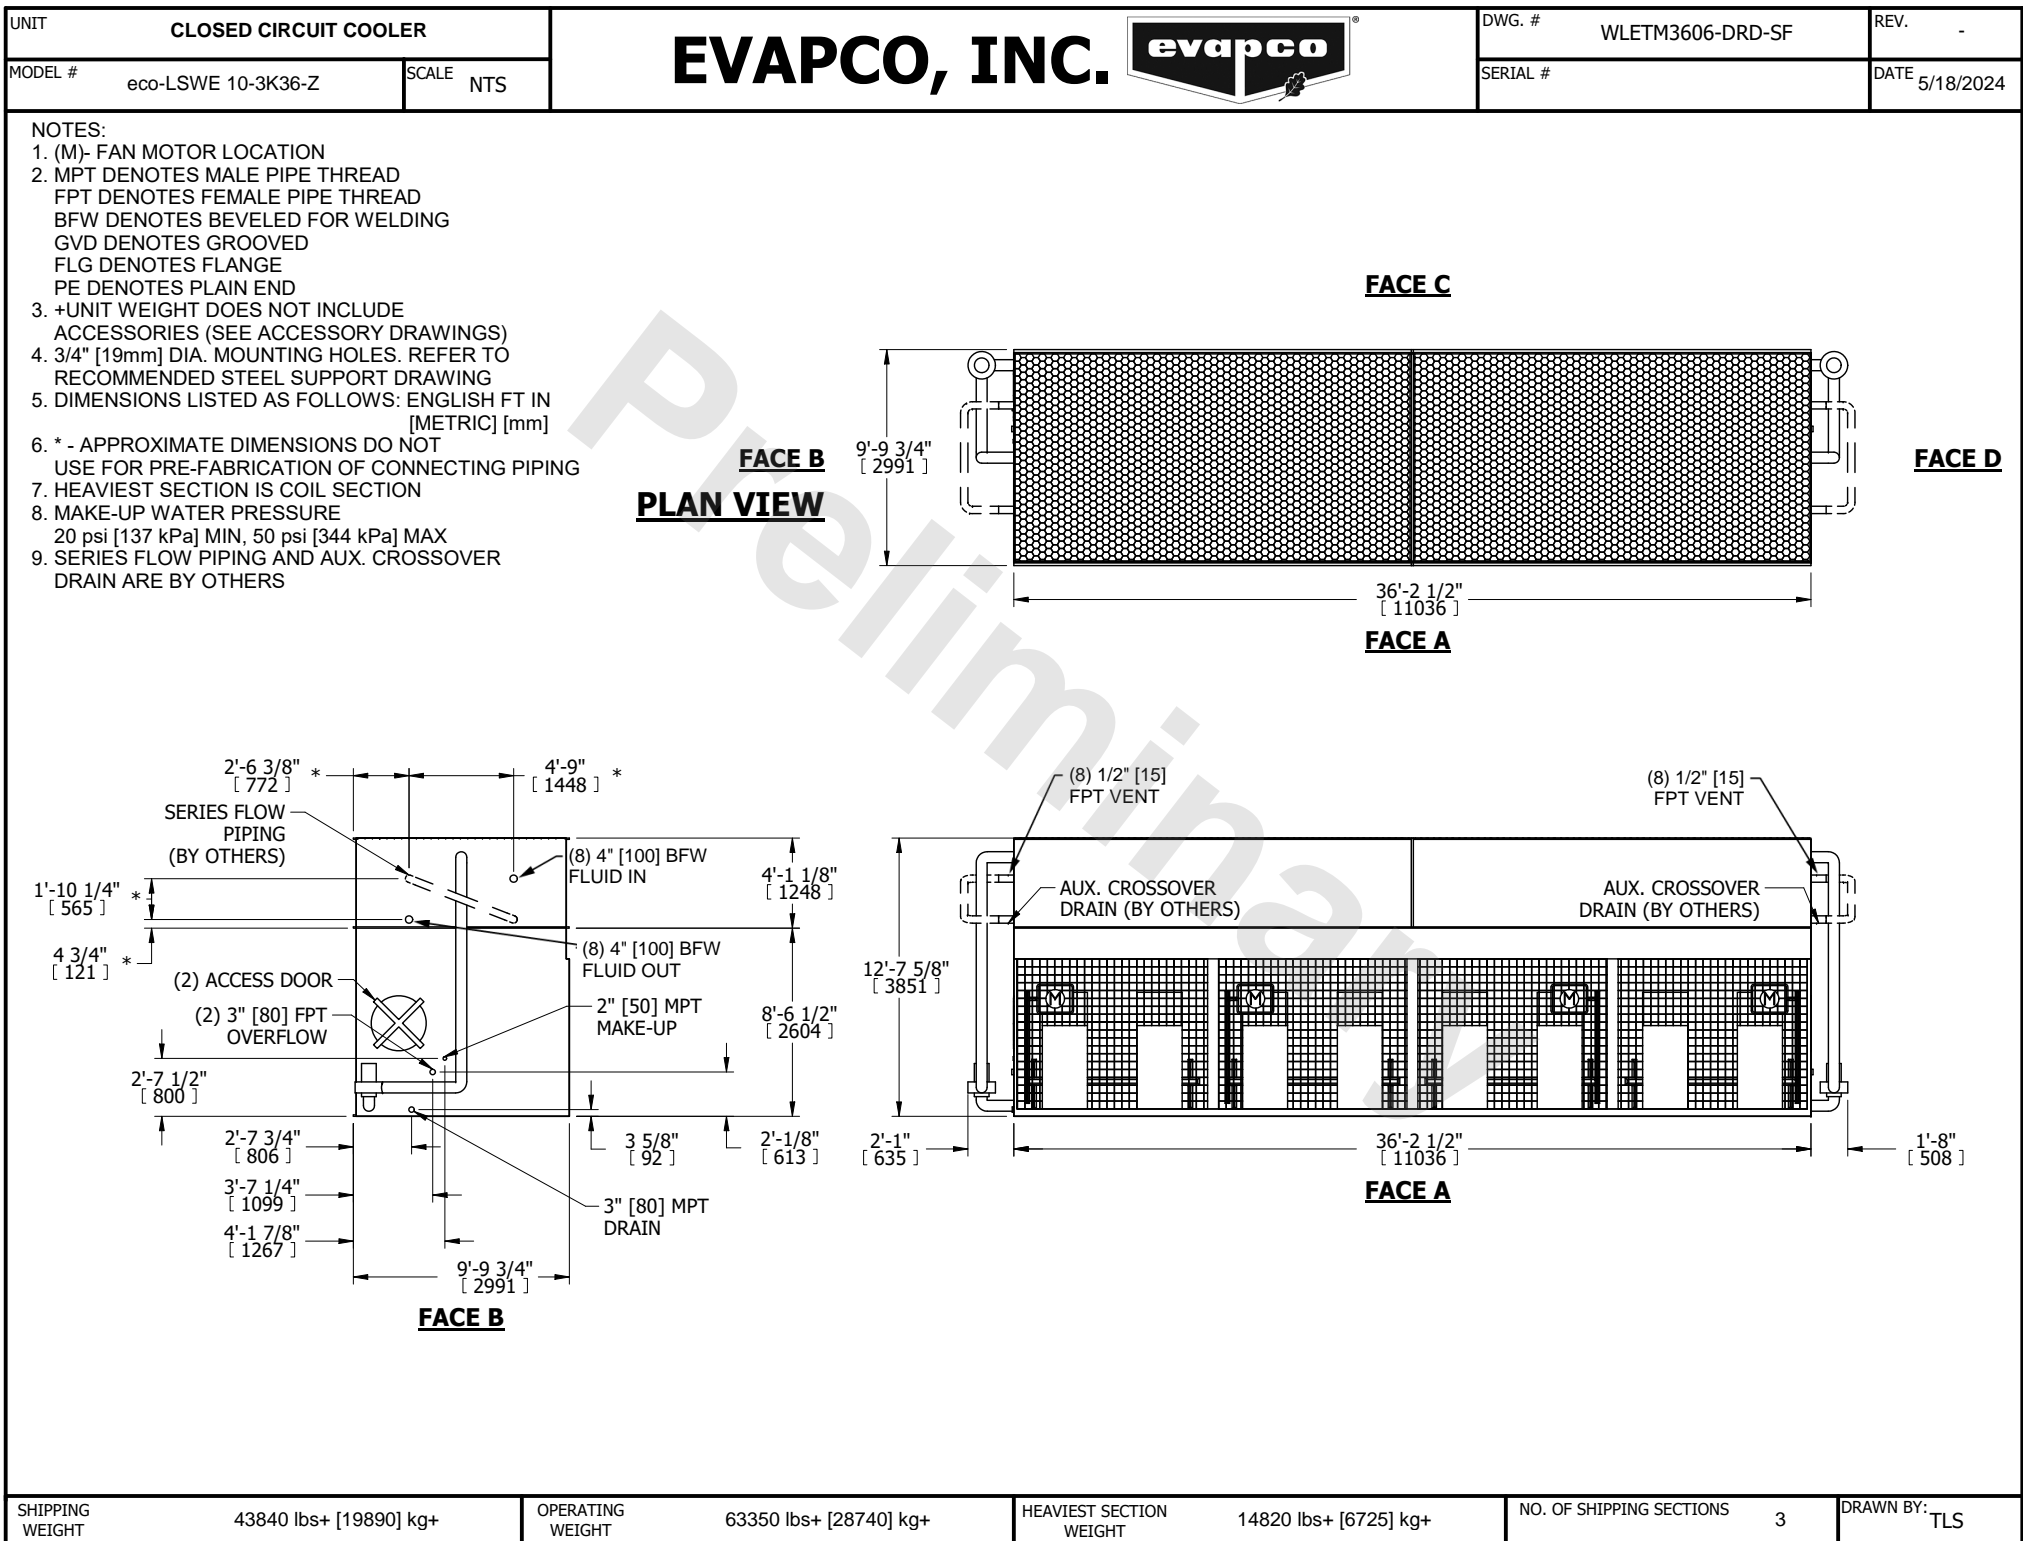 UNIT
CLOSED CIRCUIT COOLER
MODEL #
eco-LSWE 10-3K36-Z
SCALE
NTS
EVAPCO, INC.
evapco
®
DWG. #
WLETM3606-DRD-SF
REV.
-
SERIAL #
DATE
5/18/2024
NOTES:
1. (M)- FAN MOTOR LOCATION
2. MPT DENOTES MALE PIPE THREAD
FPT DENOTES FEMALE PIPE THREAD
BFW DENOTES BEVELED FOR WELDING
GVD DENOTES GROOVED
FLG DENOTES FLANGE
PE DENOTES PLAIN END
3. +UNIT WEIGHT DOES NOT INCLUDE
ACCESSORIES (SEE ACCESSORY DRAWINGS)
4. 3/4" [19mm] DIA. MOUNTING HOLES. REFER TO
RECOMMENDED STEEL SUPPORT DRAWING
5. DIMENSIONS LISTED AS FOLLOWS: ENGLISH FT IN
[METRIC] [mm]
6. * - APPROXIMATE DIMENSIONS DO NOT
USE FOR PRE-FABRICATION OF CONNECTING PIPING
7. HEAVIEST SECTION IS COIL SECTION
8. MAKE-UP WATER PRESSURE
20 psi [137 kPa] MIN, 50 psi [344 kPa] MAX
9. SERIES FLOW PIPING AND AUX. CROSSOVER
DRAIN ARE BY OTHERS
Preliminary
FACE C
FACE B
PLAN VIEW
9'-9 3/4"
[ 2991 ]
FACE D
36'-2 1/2"
[ 11036 ]
FACE A
2'-6 3/8" *
[ 772 ]
4'-9" *
[ 1448 ]
SERIES FLOW
PIPING
(BY OTHERS)
(8) 4" [100] BFW
FLUID IN
4'-1 1/8"
[ 1248 ]
1'-10 1/4" *
[ 565 ]
4 3/4" *
[ 121 ]
(8) 4" [100] BFW
FLUID OUT
(2) ACCESS DOOR
(2) 3" [80] FPT
OVERFLOW
2" [50] MPT
MAKE-UP
8'-6 1/2"
[ 2604 ]
2'-7 1/2"
[ 800 ]
2'-7 3/4"
[ 806 ]
3 5/8"
[ 92 ]
2'-1/8"
[ 613 ]
3'-7 1/4"
[ 1099 ]
3" [80] MPT
DRAIN
4'-1 7/8"
[ 1267 ]
9'-9 3/4"
[ 2991 ]
FACE B
(8) 1/2" [15]
FPT VENT
(8) 1/2" [15]
FPT VENT
AUX. CROSSOVER
DRAIN (BY OTHERS)
AUX. CROSSOVER
DRAIN (BY OTHERS)
12'-7 5/8"
[ 3851 ]
M
M
M
M
2'-1"
[ 635 ]
36'-2 1/2"
[ 11036 ]
1'-8"
[ 508 ]
FACE A
SHIPPING
WEIGHT
43840 lbs+ [19890] kg+
OPERATING
WEIGHT
63350 lbs+ [28740] kg+
HEAVIEST SECTION
WEIGHT
14820 lbs+ [6725] kg+
NO. OF SHIPPING SECTIONS
3
DRAWN BY:
TLS